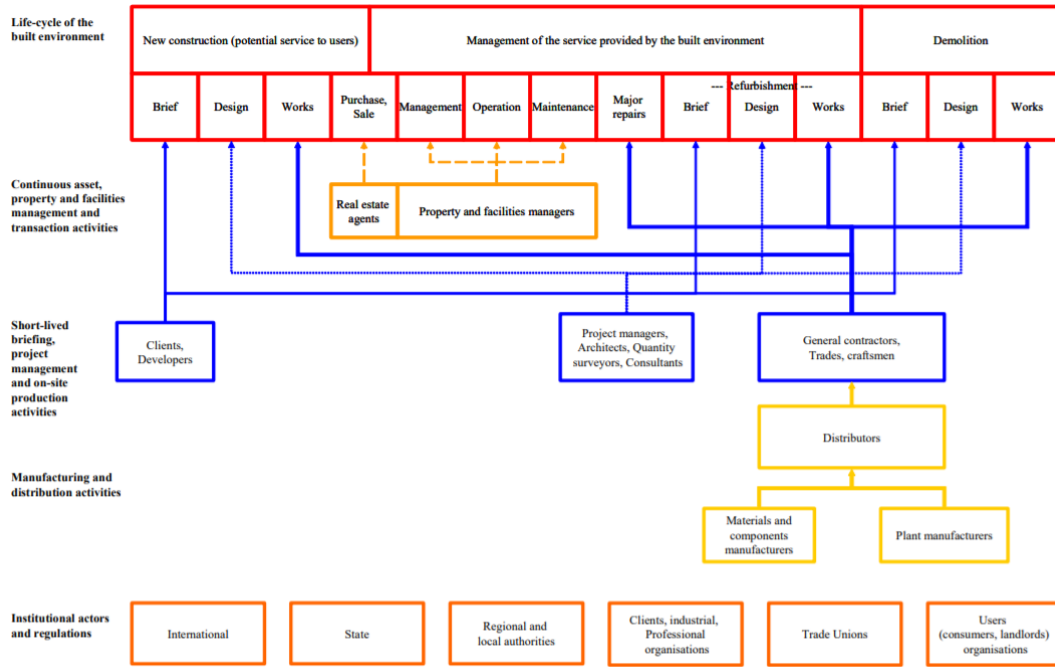 Life-cycle of the
built environment
New construction (potential service to users)
Management of the service provided by the built environment
Demolition
--- Refurbishment ---
Brief
Design
Works
Purchase,
Sale
Management
Operation
Maintenance
Major
repairs
Brief
Design
Works
Brief
Design
Works
Continuous asset,
property and facilities
management and
transaction activities
Real estate
agents
Property and facilities managers
Short-lived
briefing,
project
management
and on-site
production
activities
Clients,
Developers
Project managers,
Architects, Quantity
surveyors, Consultants
General contractors,
Trades, craftsmen
Distributors
Manufacturing and
distribution activities
Materials and
components
manufacturers
Plant manufacturers
Institutional actors
and regulations
International
State
Regional and
local authorities
Clients, industrial,
Professional
organisations
Trade Unions
Users
(consumers, landlords)
organisations